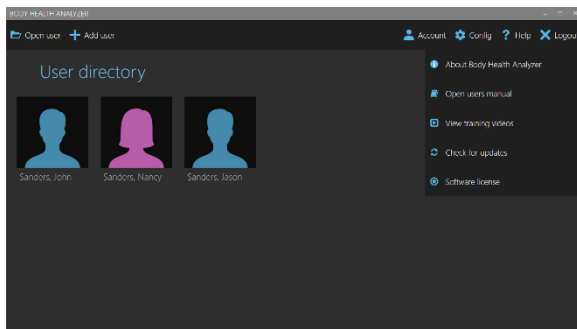 BODY HEALTH ANALYZER
Open user Add user Account Config ? Help Logou
About Body Health Analyzer
User directory
Open users manual
View training videos
Check for updates
Sanders, John Sanders, Nancy Sanders, Jason
Software license